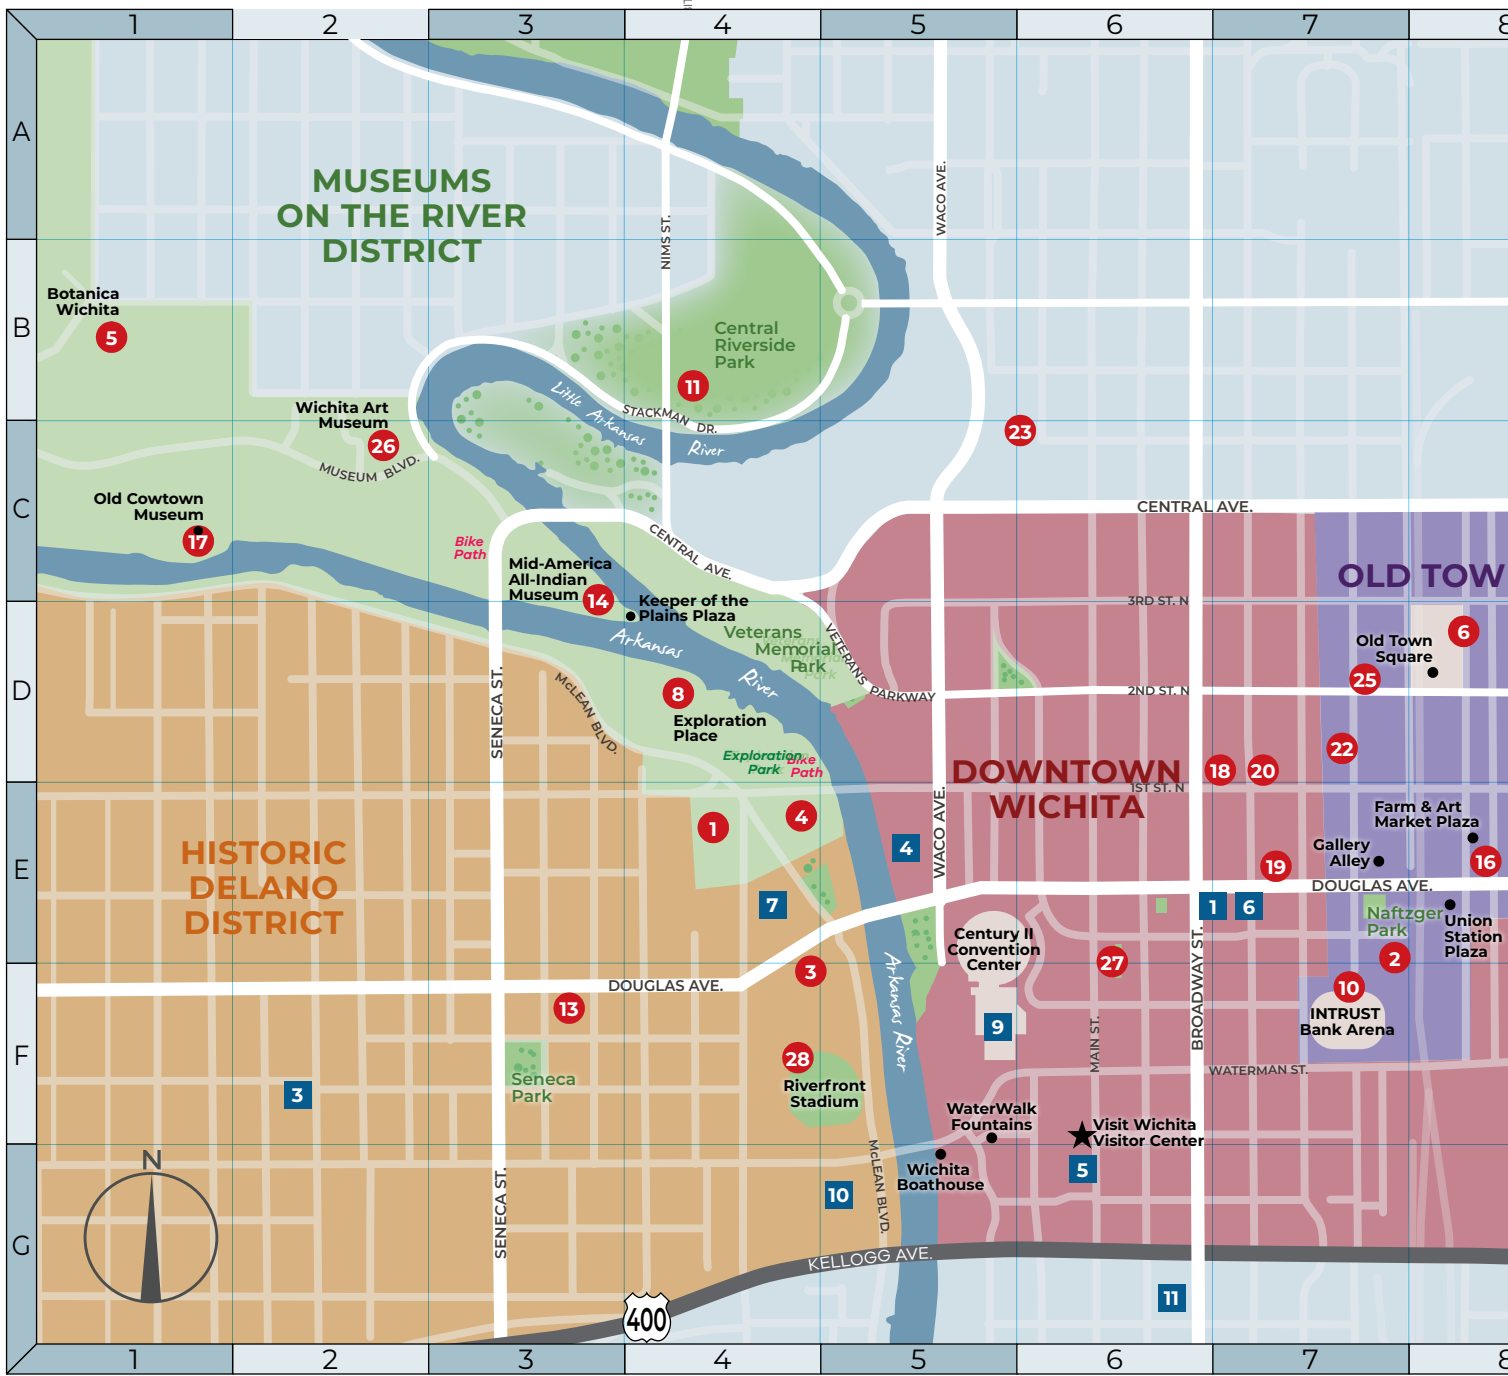 1 2 3 4 5 6 7 8
A
B
C
D
E
F
G
MUSEUMS
ON THE RIVER
DISTRICT
NIMS ST.
WACO AVE.
Botanica
Wichita
5
Central
Riverside
Park
11
STACKMAN DR.
Little Arkansas River
Wichita Art
Museum
26
MUSEUM BLVD.
23
Old Cowtown
Museum
17
Bike
Path
CENTRAL AVE.
CENTRAL AVE.
Mid-America
All-Indian
Museum
14
Keeper of the
Plains Plaza
Arkansas River
Veterans
Memorial
Park
VETERANS PARKWAY
3RD ST. N
OLD TOW
6
Old Town
Square
25
2ND ST. N
SENECA ST.
McLEAN BLVD.
8
Exploration
Place
Exploration
Park
Bike
Path
22
18
20
DOWNTOWN
WICHITA
1ST ST. N
WACO AVE.
1
4
4
Farm & Art
Market Plaza
Gallery
Alley
16
19
HISTORIC
DELANO
DISTRICT
DOUGLAS AVE.
7
1
6
Naftzger
Park
Union
Station
Plaza
Century II
Convention
Center
27
2
3
DOUGLAS AVE.
Arkansas River
BROADWAY ST.
10
INTRUST
Bank Arena
13
9
MAIN ST.
28
Riverfront
Stadium
Seneca
Park
WATERMAN ST.
3
WaterWalk
Fountains
Visit Wichita
Visitor Center
5
Wichita
Boathouse
N
SENECA ST.
McLEAN BLVD.
10
KELLOGG AVE.
400
11
1 2 3 4 5 6 7 8